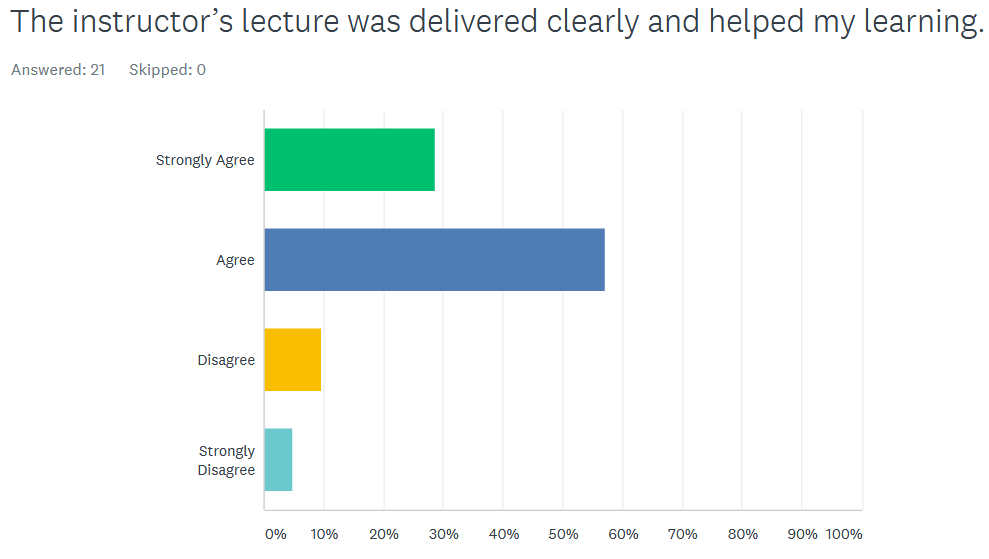 The instructor’s lecture was delivered clearly and helped my learning.
Answered: 21 Skipped: 0
Strongly Agree
Agree
Disagree
Strongly
Disagree
0% 10% 20% 30% 40% 50% 60% 70% 80% 90% 100%